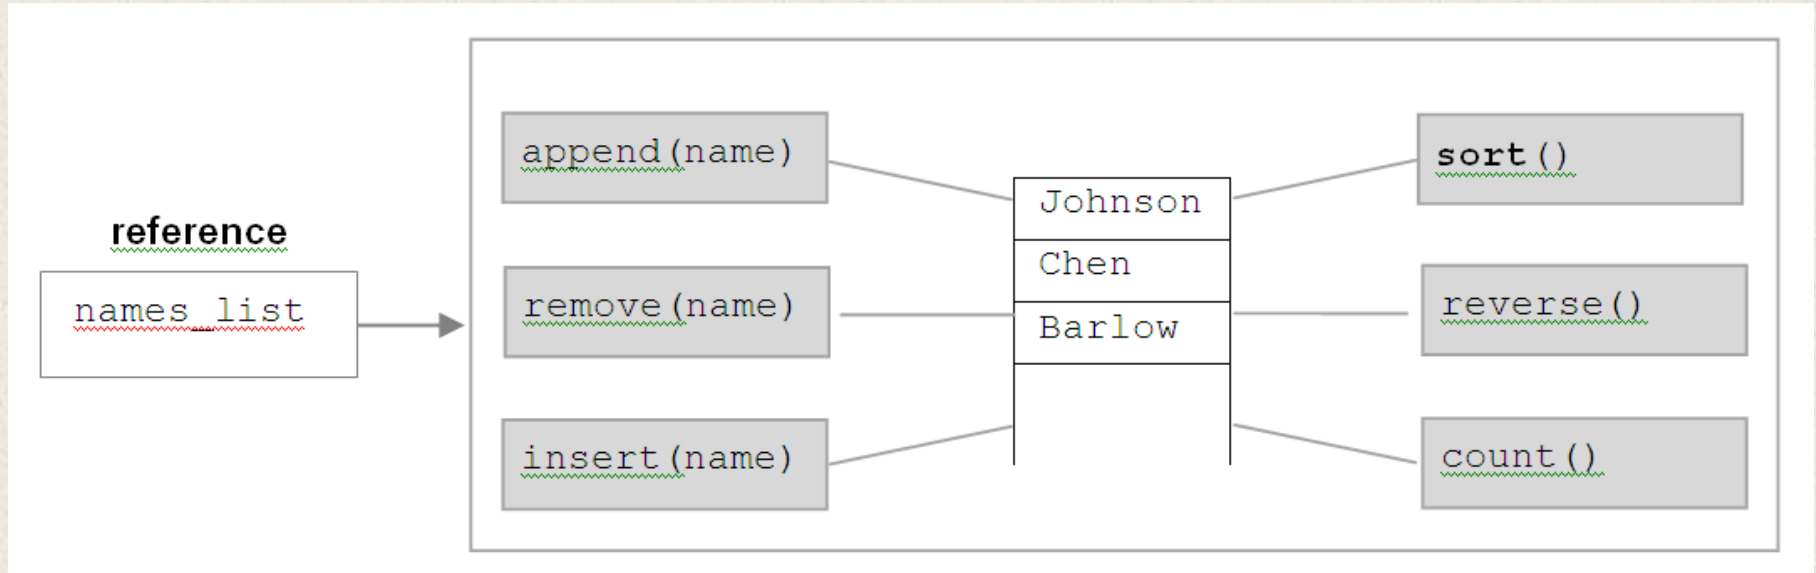 reference
names_list
append(name)
remove(name)
insert(name)
Johnson
Chen
Barlow
sort()
reverse()
count()